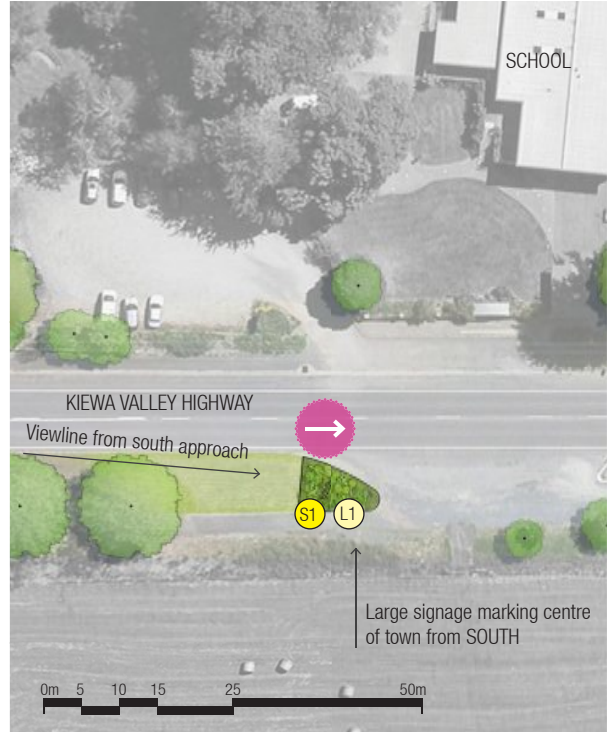 SCHOOL
KIEWA VALLEY HIGHWAY
Viewline from south approach
S1
L1
Large signage marking centre
of town from SOUTH
0m 5 10 15 25 50m